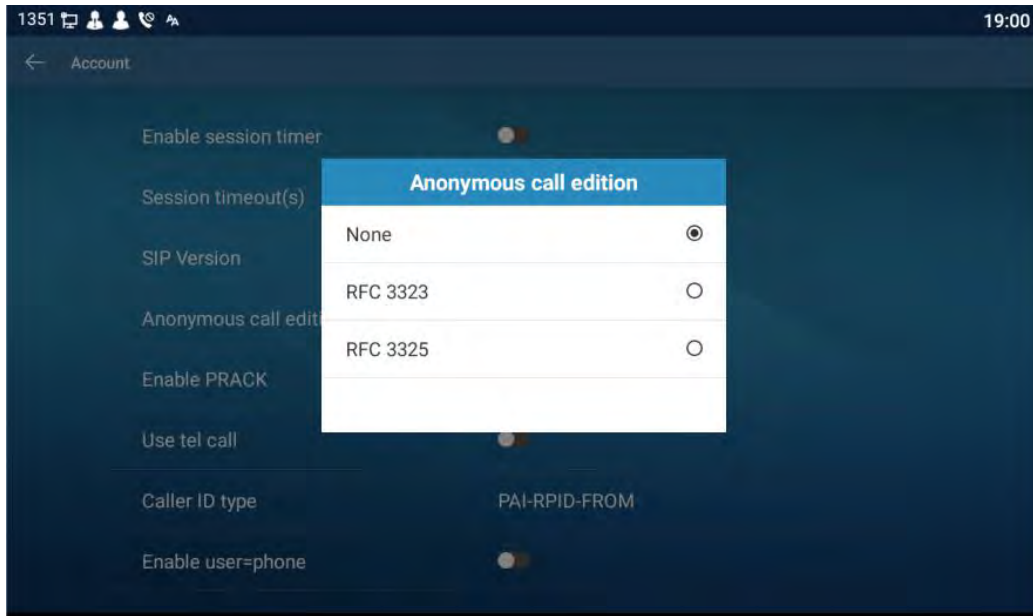 1351 19:00
Account
Enable session timer
Session timeout(s)
SIP Version
Anonymous call editi
Enable PRACK
Use tel call
Caller ID type PAI-RPID-FROM
Enable user=phone
Anonymous call edition
None
RFC 3323
RFC 3325